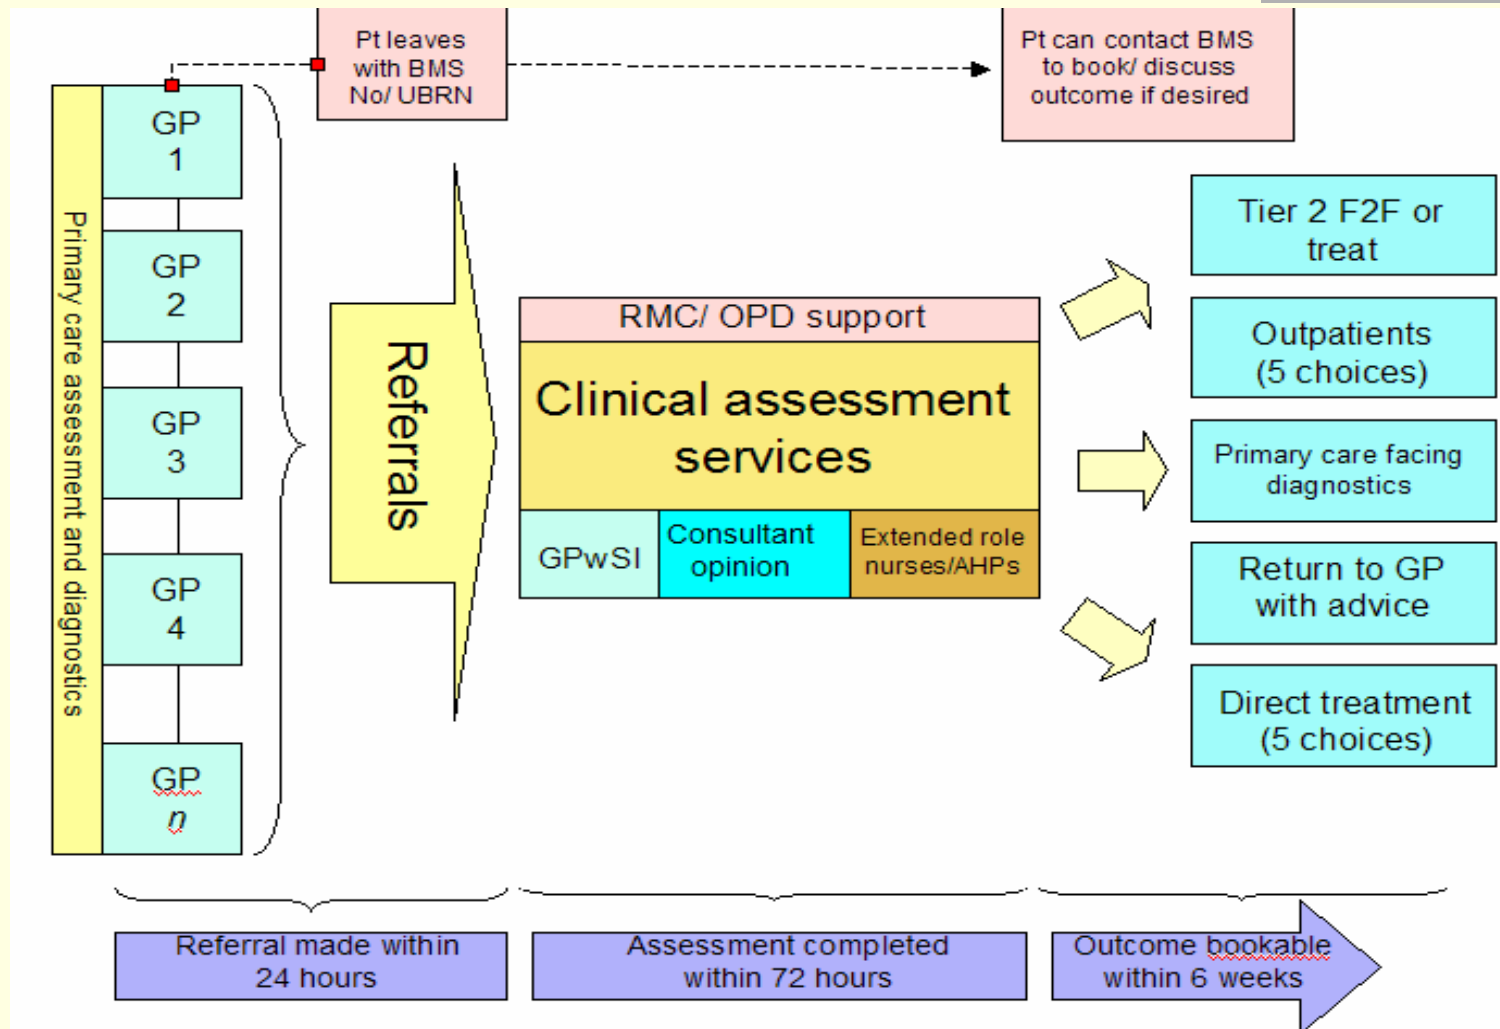 Pt leaves
with BMS
No/ UBRN
Pt can contact BMS
to book/ discuss
outcome if desired
Primary care assessment and diagnostics
GP
1
GP
2
GP
3
GP
4
GP
n
Referrals
RMC/ OPD support
Clinical assessment
services
GPwSI
Consultant
opinion
Extended role
nurses/AHPs
Tier 2 F2F or
treat
Outpatients
(5 choices)
Primary care facing
diagnostics
Return to GP
with advice
Direct treatment
(5 choices)
Referral made within
24 hours
Assessment completed
within 72 hours
Outcome bookable
within 6 weeks